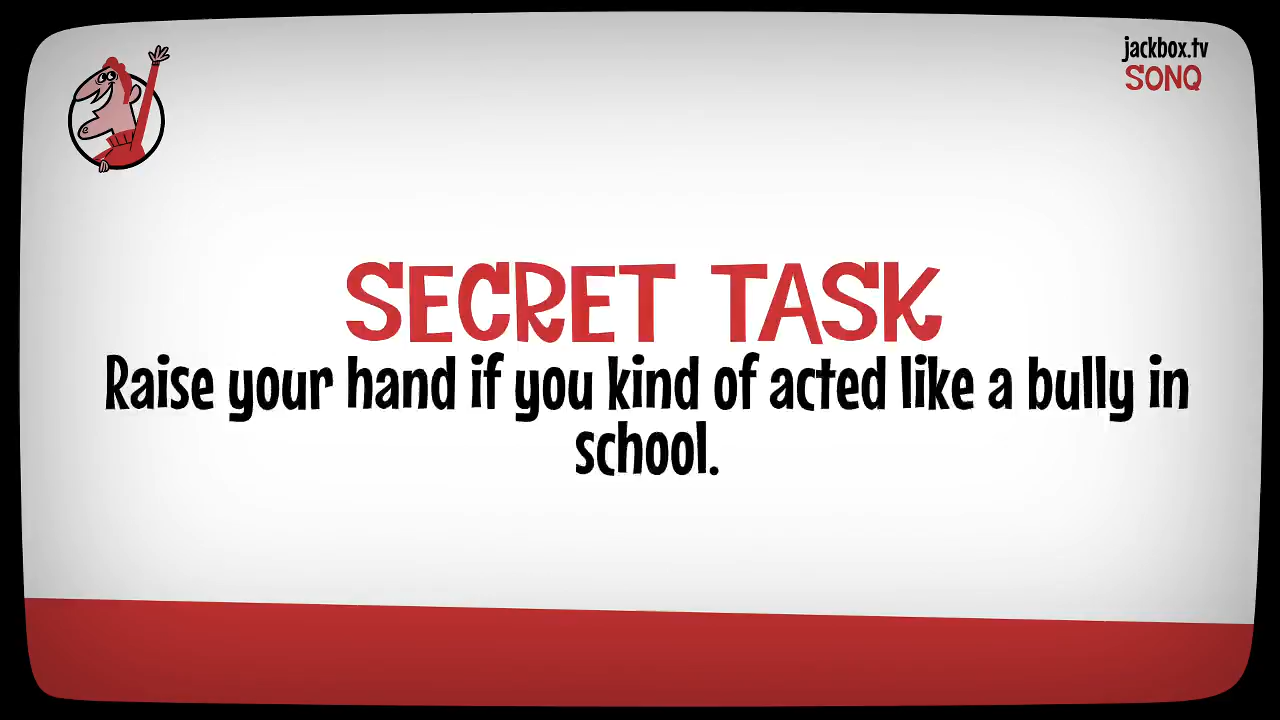 jackbox.tv
SONQ
SECRET TASK
Raise your hand if you kind of acted like a bully in
school.